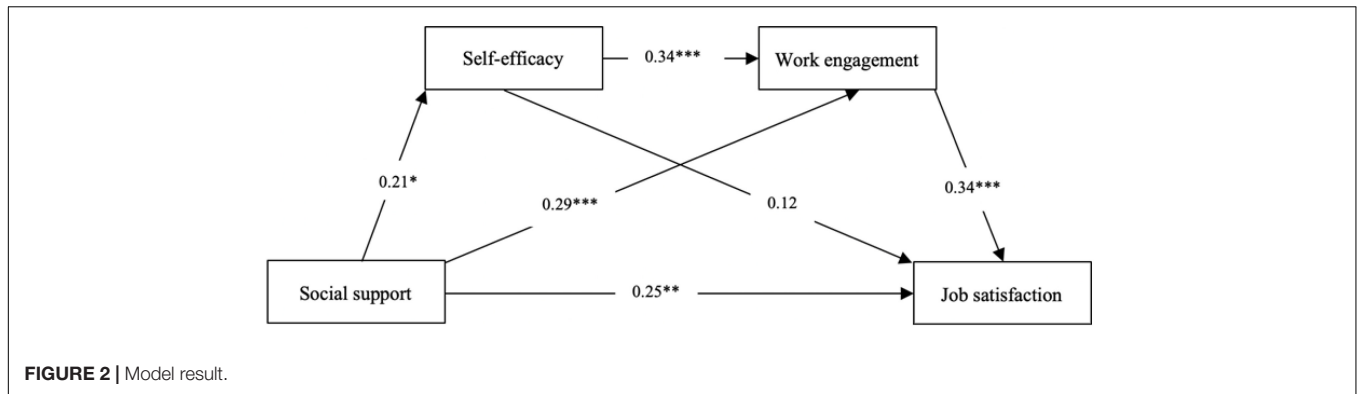 Self-efficacy
0.34***
Work engagement
0.21*
0.29***
0.12
0.34***
Social support
0.25**
Job satisfaction
FIGURE 2 | Model result.